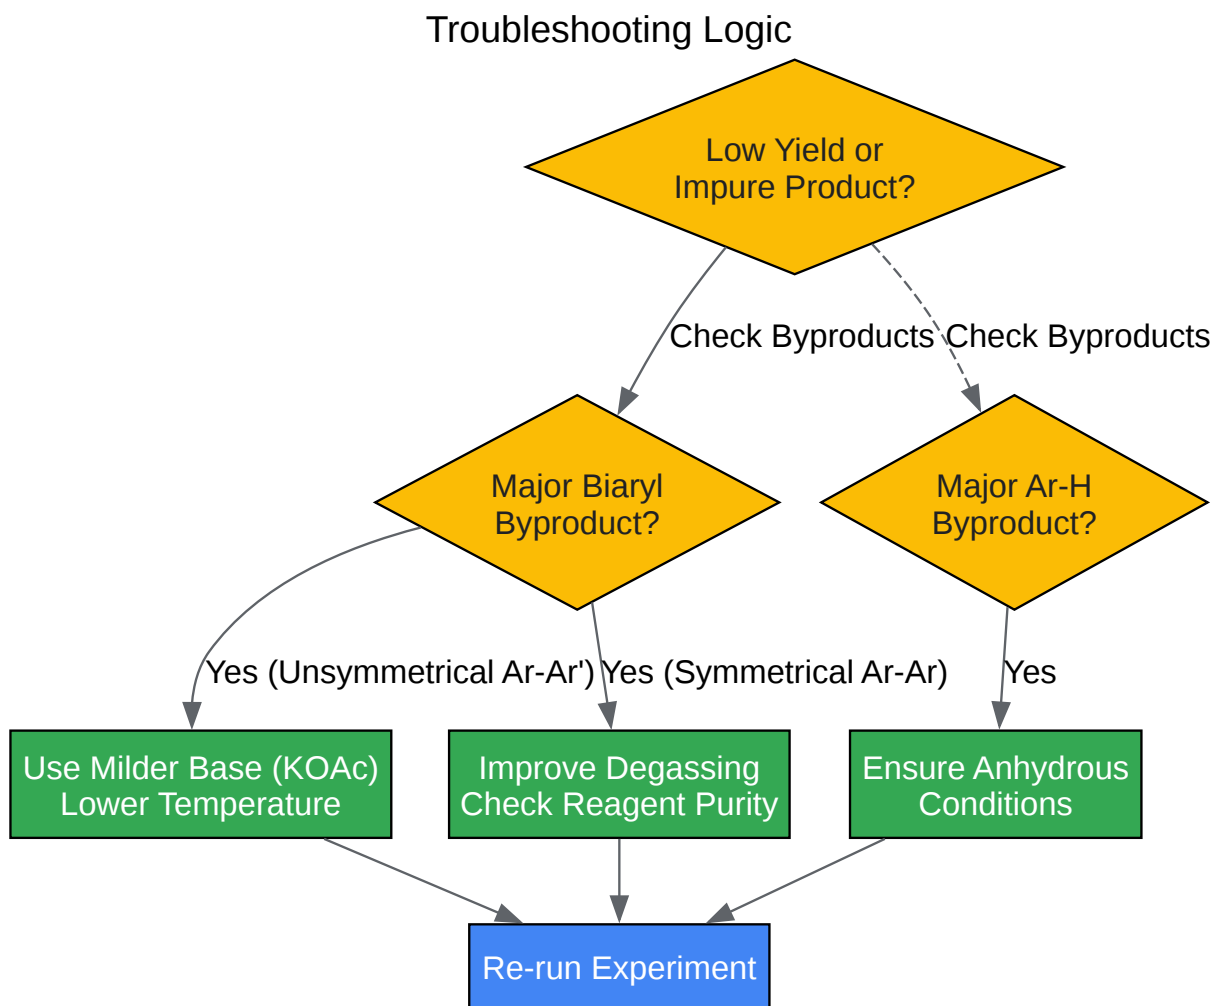 Troubleshooting Logic
Low Yield or
Impure Product?
Check Byproducts
Check Byproducts
Major Biaryl
Byproduct?
Major Ar-H
Byproduct?
Yes (Unsymmetrical Ar-Ar')
Yes (Symmetrical Ar-Ar)
Yes
Use Milder Base (KOAc)
Lower Temperature
Improve Degassing
Check Reagent Purity
Ensure Anhydrous
Conditions
Re-run Experiment